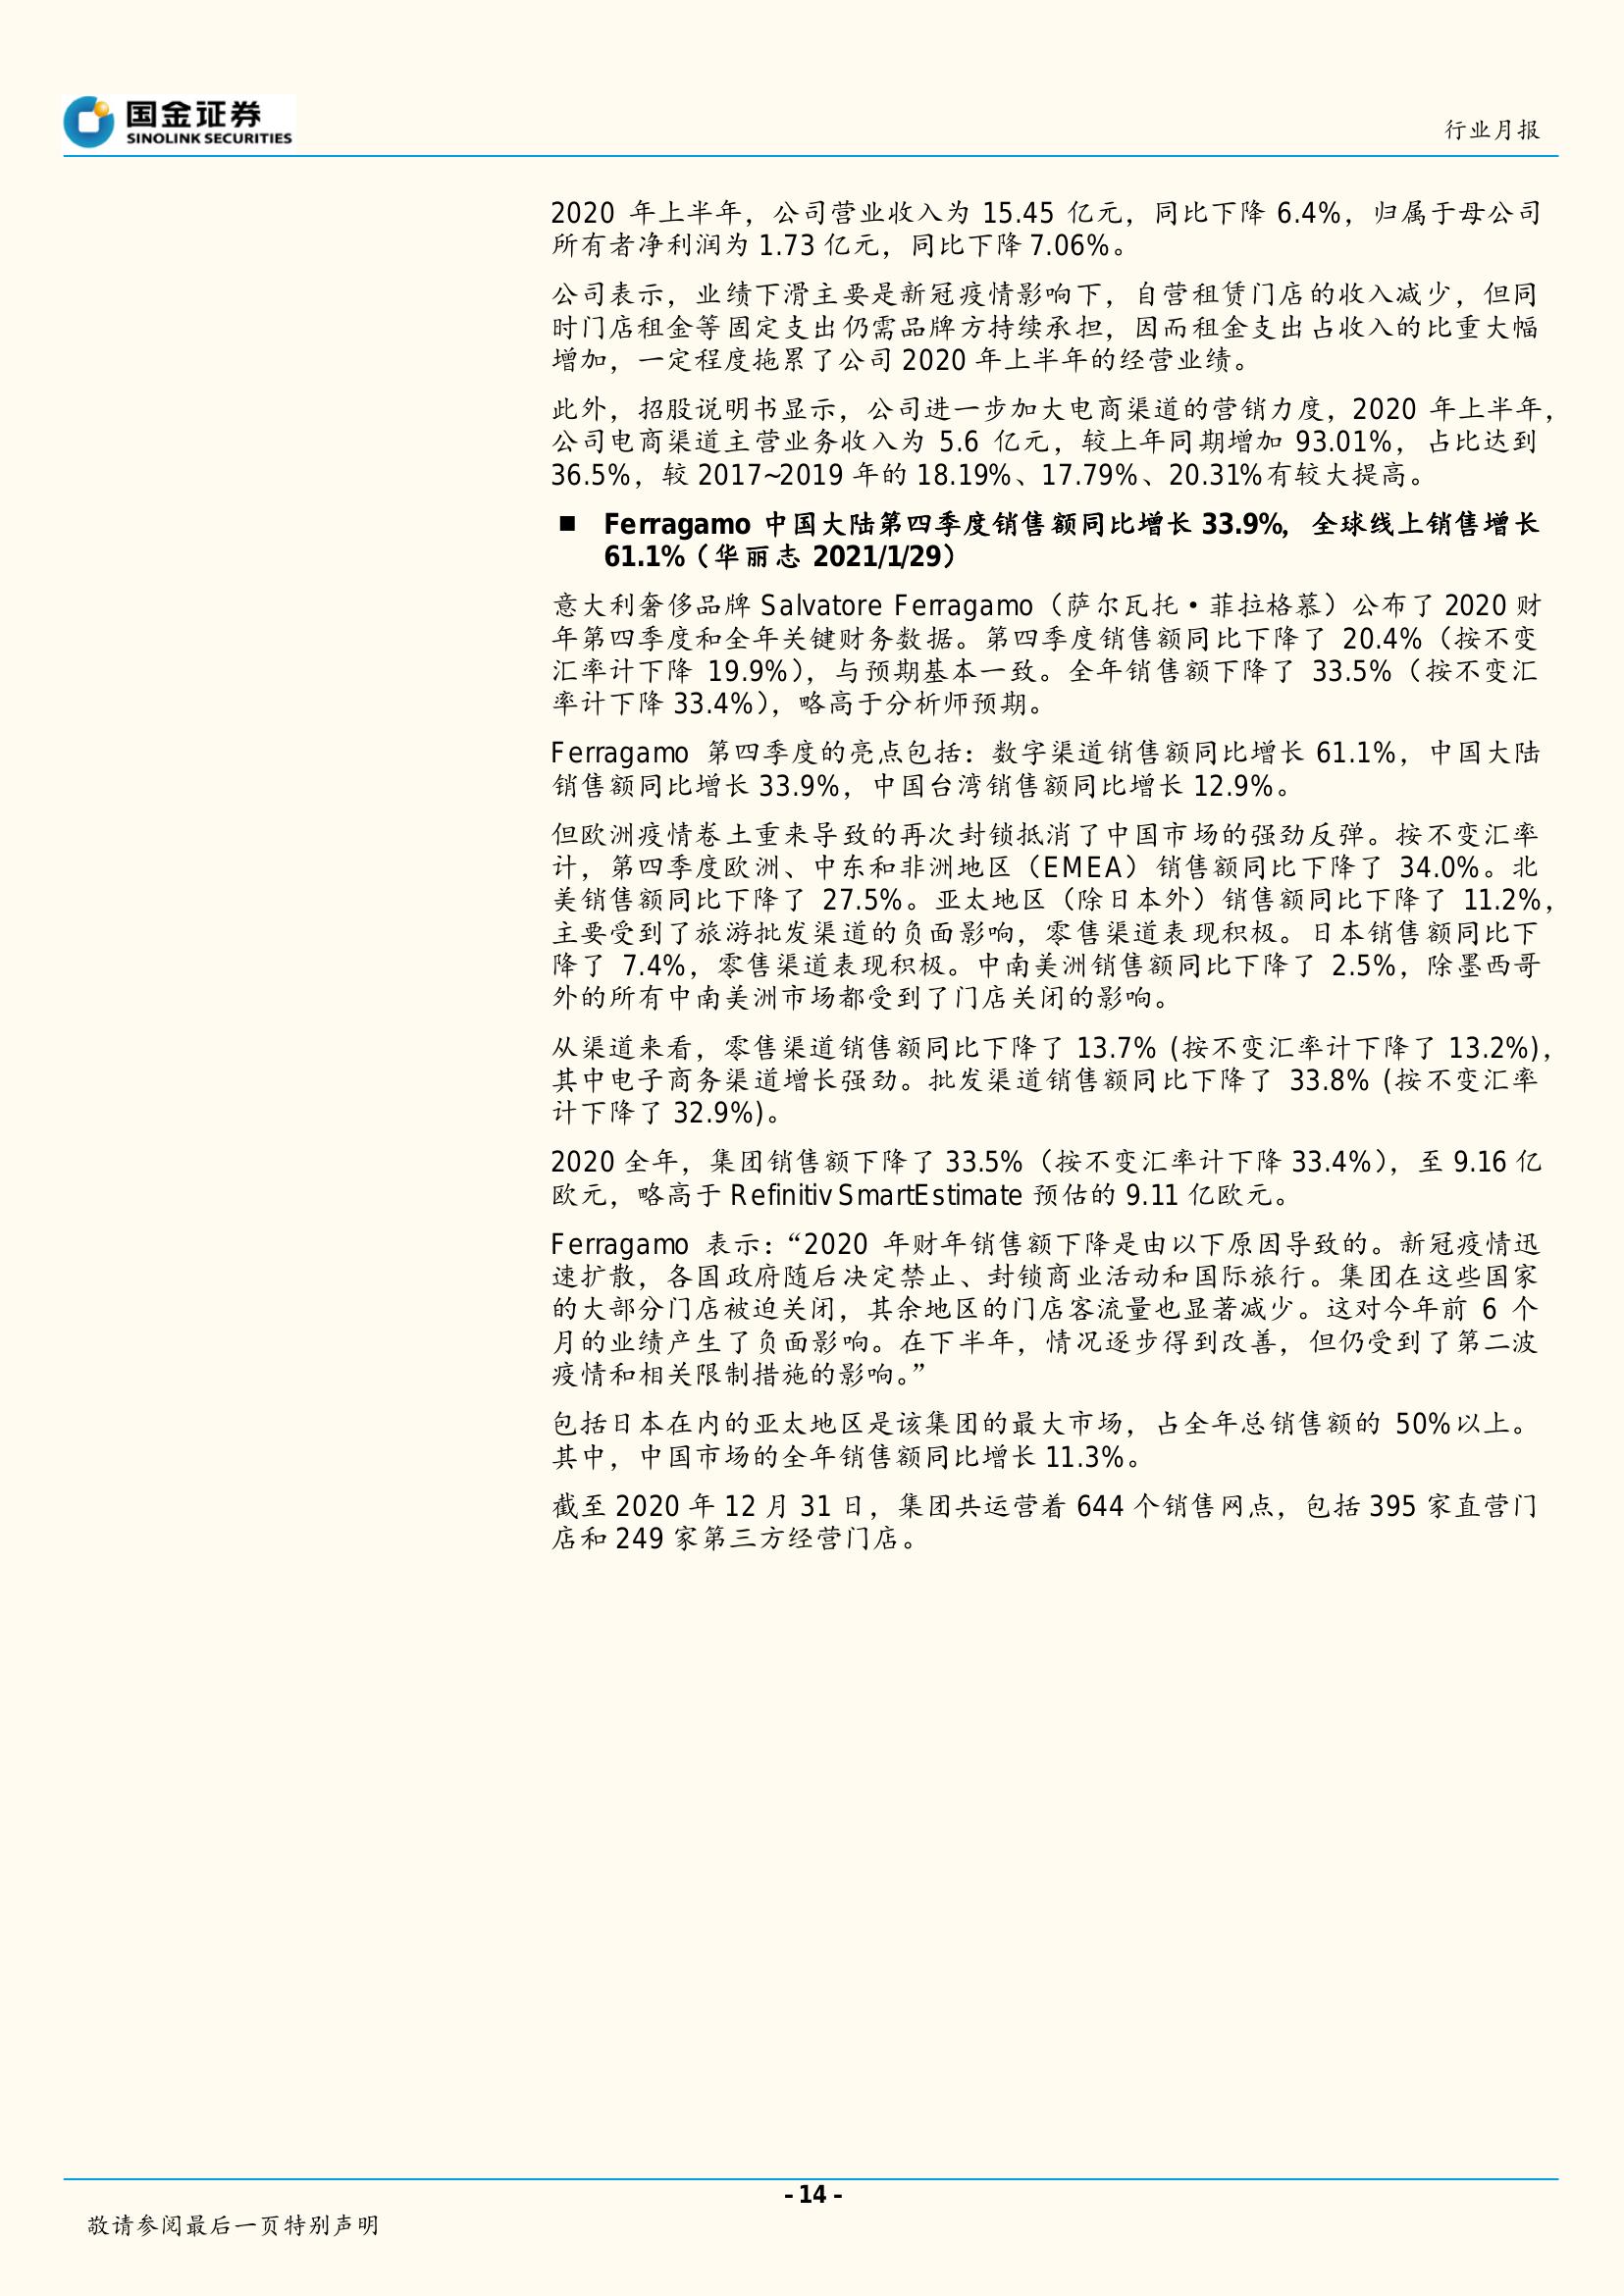 国金证券
SINOLINK SECURITIES
行业月报
2020 年上半年，公司营业收入为 15.45 亿元，同比下降 6.4%，归属于母公司
所有者净利润为 1.73 亿元，同比下降 7.06%。
公司表示，业绩下滑主要是新冠疫情影响下，自营租赁门店的收入减少，但同
时门店租金等固定支出仍需品牌方持续承担，因而租金支出占收入的比重大幅
增加，一定程度拖累了公司 2020 年上半年的经营业绩。
此外，招股说明书显示，公司进一步加大电商渠道的营销力度，2020 年上半年，
公司电商渠道主营业务收入为 5.6 亿元，较上年同期增加 93.01%，占比达到
36.5%，较 2017~2019 年的 18.19%、17.79%、20.31%有较大提高。
■ Ferragamo 中国大陆第四季度销售额同比增长 33.9%，全球线上销售增长
61.1%（华丽志 2021/1/29）
意大利奢侈品牌 Salvatore Ferragamo（萨尔瓦托·菲拉格慕）公布了 2020 财
年第四季度和全年关键财务数据。第四季度销售额同比下降了 20.4%（按不变
汇率计下降 19.9%），与预期基本一致。全年销售额下降了 33.5%（按不变汇
率计下降 33.4%），略高于分析师预期。
Ferragamo 第四季度的亮点包括：数字渠道销售额同比增长 61.1%，中国大陆
销售额同比增长 33.9%，中国台湾销售额同比增长 12.9%。
但欧洲疫情卷土重来导致的再次封锁抵消了中国市场的强劲反弹。按不变汇率
计，第四季度欧洲、中东和非洲地区（EMEA）销售额同比下降了 34.0%。北
美销售额同比下降了 27.5%。亚太地区（除日本外）销售额同比下降了 11.2%，
主要受到了旅游批发渠道的负面影响，零售渠道表现积极。日本销售额同比下
降了 7.4%，零售渠道表现积极。中南美洲销售额同比下降了 2.5%，除墨西哥
外的所有中南美洲市场都受到了门店关闭的影响。
从渠道来看，零售渠道销售额同比下降了 13.7% (按不变汇率计下降了 13.2%)，
其中电子商务渠道增长强劲。批发渠道销售额同比下降了 33.8% (按不变汇率
计下降了 32.9%)。
2020 全年，集团销售额下降了 33.5%（按不变汇率计下降 33.4%），至 9.16 亿
欧元，略高于 Refinitiv SmartEstimate 预估的 9.11 亿欧元。
Ferragamo 表示：“2020 年财年销售额下降是由以下原因导致的。新冠疫情迅
速扩散，各国政府随后决定禁止、封锁商业活动和国际旅行。集团在这些国家
的大部分门店被迫关闭，其余地区的门店客流量也显著减少。这对今年前 6 个
月的业绩产生了负面影响。在下半年，情况逐步得到改善，但仍受到了第二波
疫情和相关限制措施的影响。”
包括日本在内的亚太地区是该集团的最大市场，占全年总销售额的 50%以上。
其中，中国市场的全年销售额同比增长 11.3%。
截至 2020 年 12 月 31 日，集团共运营着 644 个销售网点，包括 395 家直营门
店和 249 家第三方经营门店。
- 14 -
敬请参阅最后一页特别声明